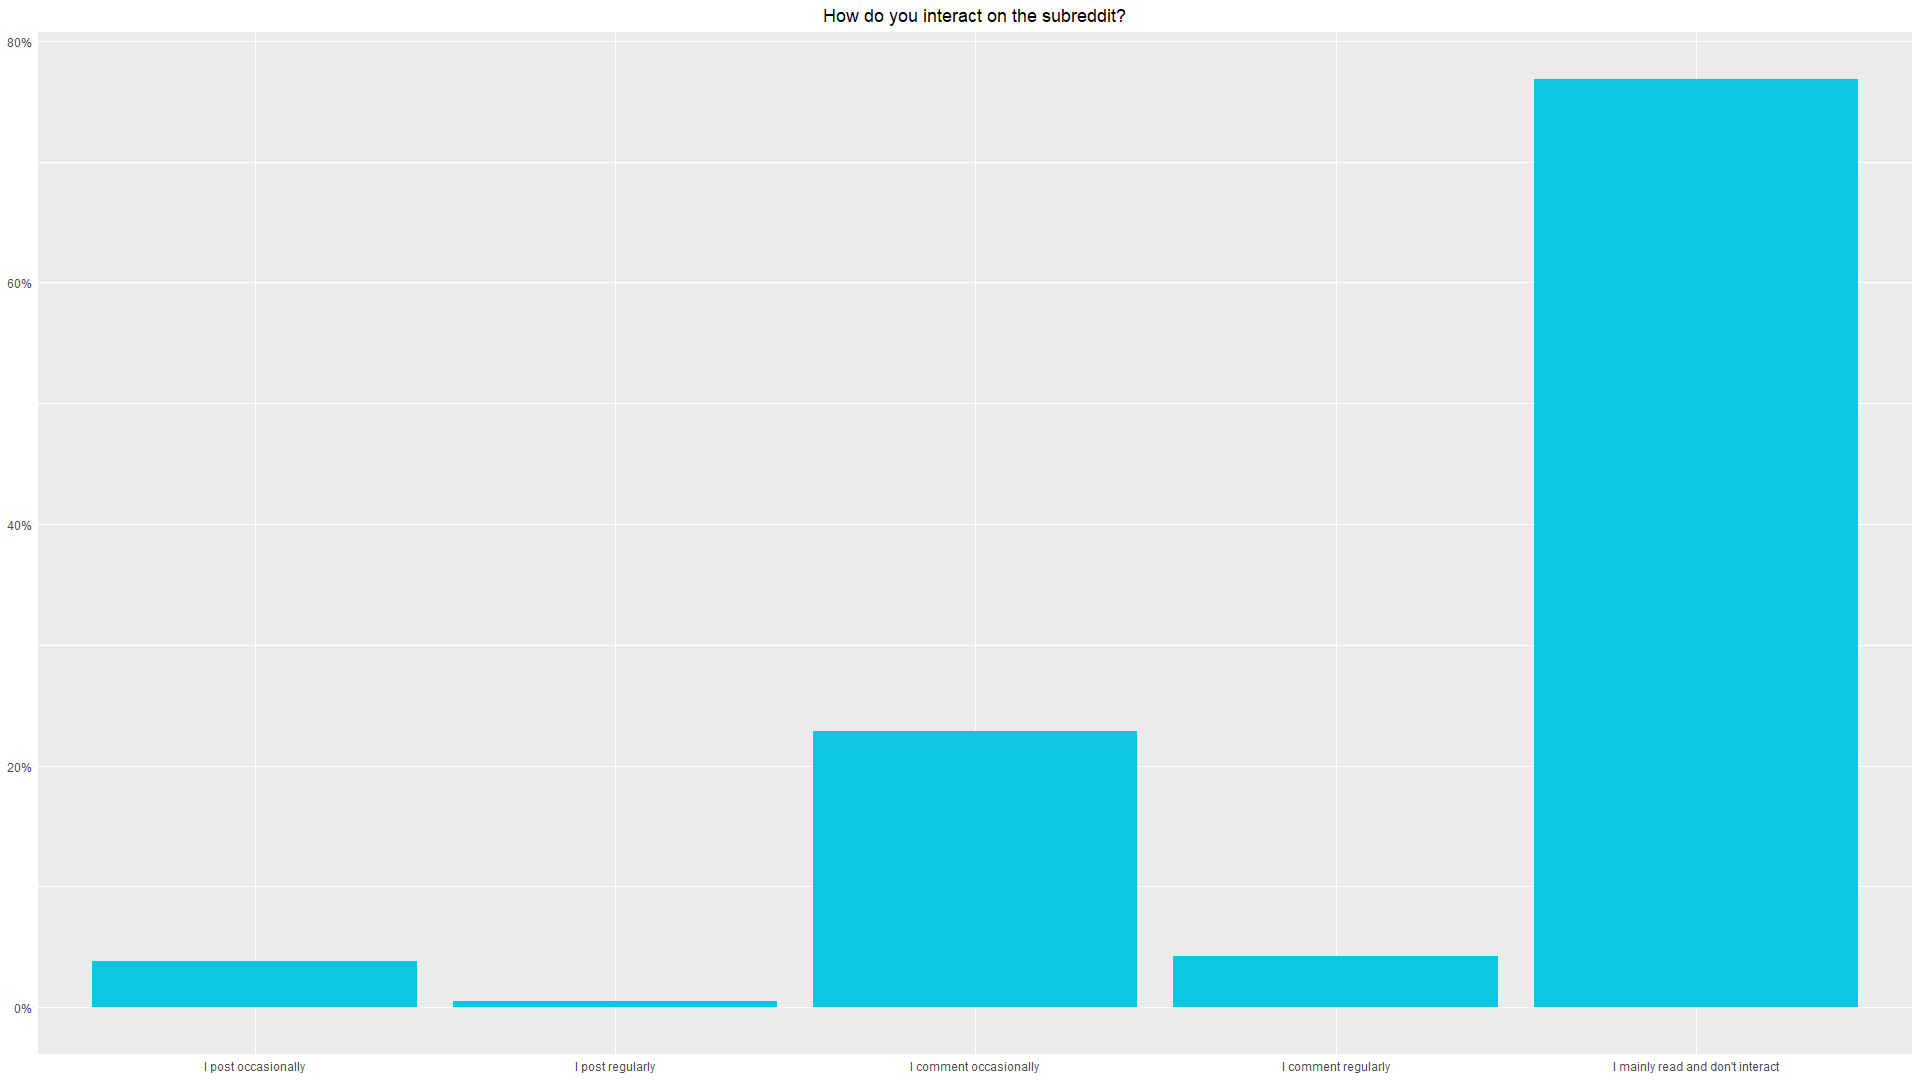 How do you interact on the subreddit?
80%
60%
40%
20%
0%
I post occasionally
I post regularly
I comment occasionally
I comment regularly
I mainly read and don't interact